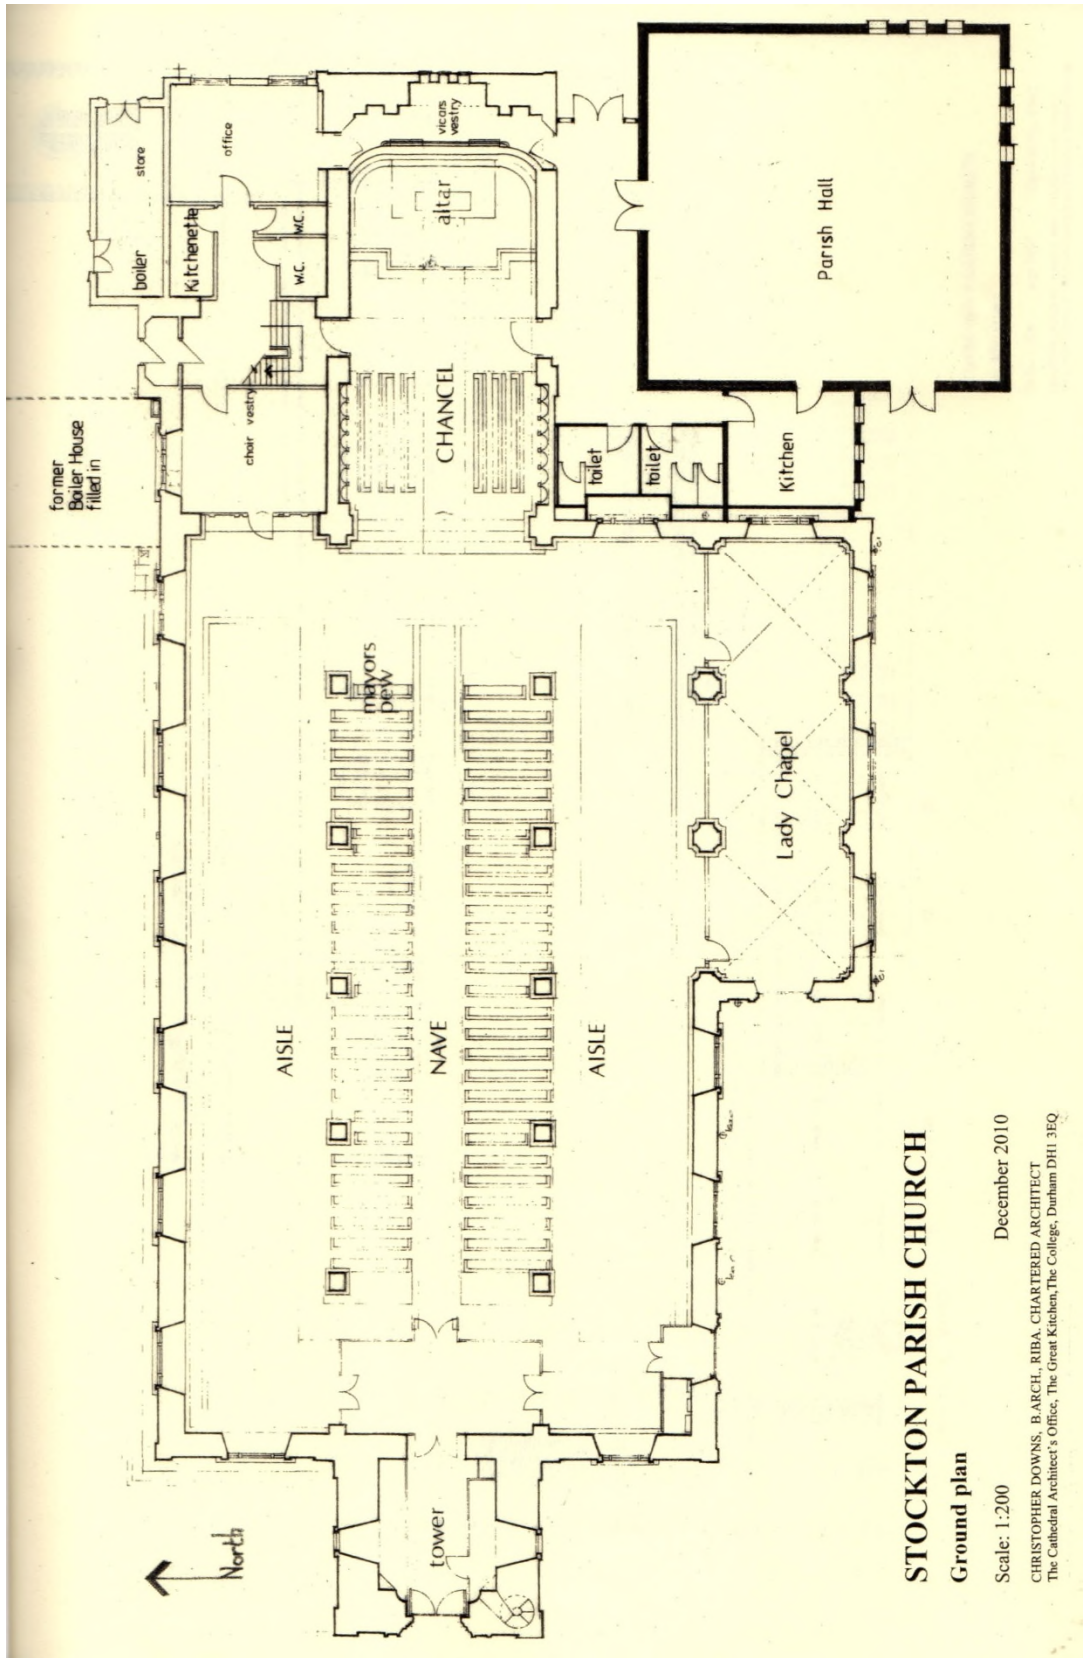 former
Boiler House
filled in
boiler
store
office
Kitchenette
W.C.
W.C.
vicars
vestry
altar
choir vestry
CHANCEL
toilet
toilet
Kitchen
Parish Hall
mayors
pew
AISLE
NAVE
AISLE
Lady Chapel
tower
North
STOCKTON PARISH CHURCH
Ground plan
Scale: 1:200 December 2010
CHRISTOPHER DOWNS, B.ARCH., RIBA. CHARTERED ARCHITECT
The Cathedral Architect's Office, The Great Kitchen,The College, Durham DH1 3EQ